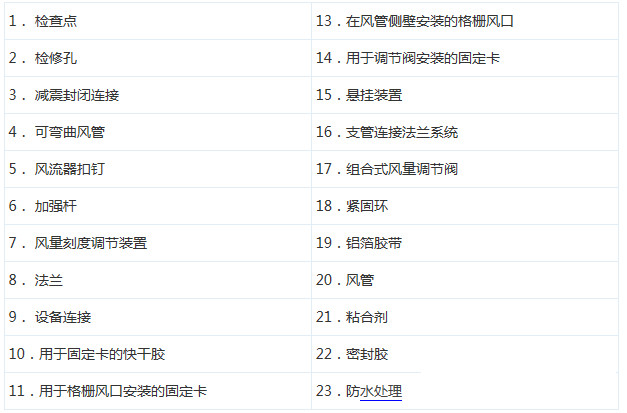 1． 检查点
13．在风管侧壁安装的格栅风口
2． 检修孔
14．用于调节阀安装的固定卡
3． 减震封闭连接
15．悬挂装置
4． 可弯曲风管
16．支管连接法兰系统
5． 风流器扣钉
17．组合式风量调节阀
6． 加强杆
18．紧固环
7． 风量刻度调节装置
19．铝箔胶带
8． 法兰
20．风管
9． 设备连接
21．粘合剂
10．用于固定卡的快干胶
22．密封胶
11．用于格栅风口安装的固定卡
23．防水处理